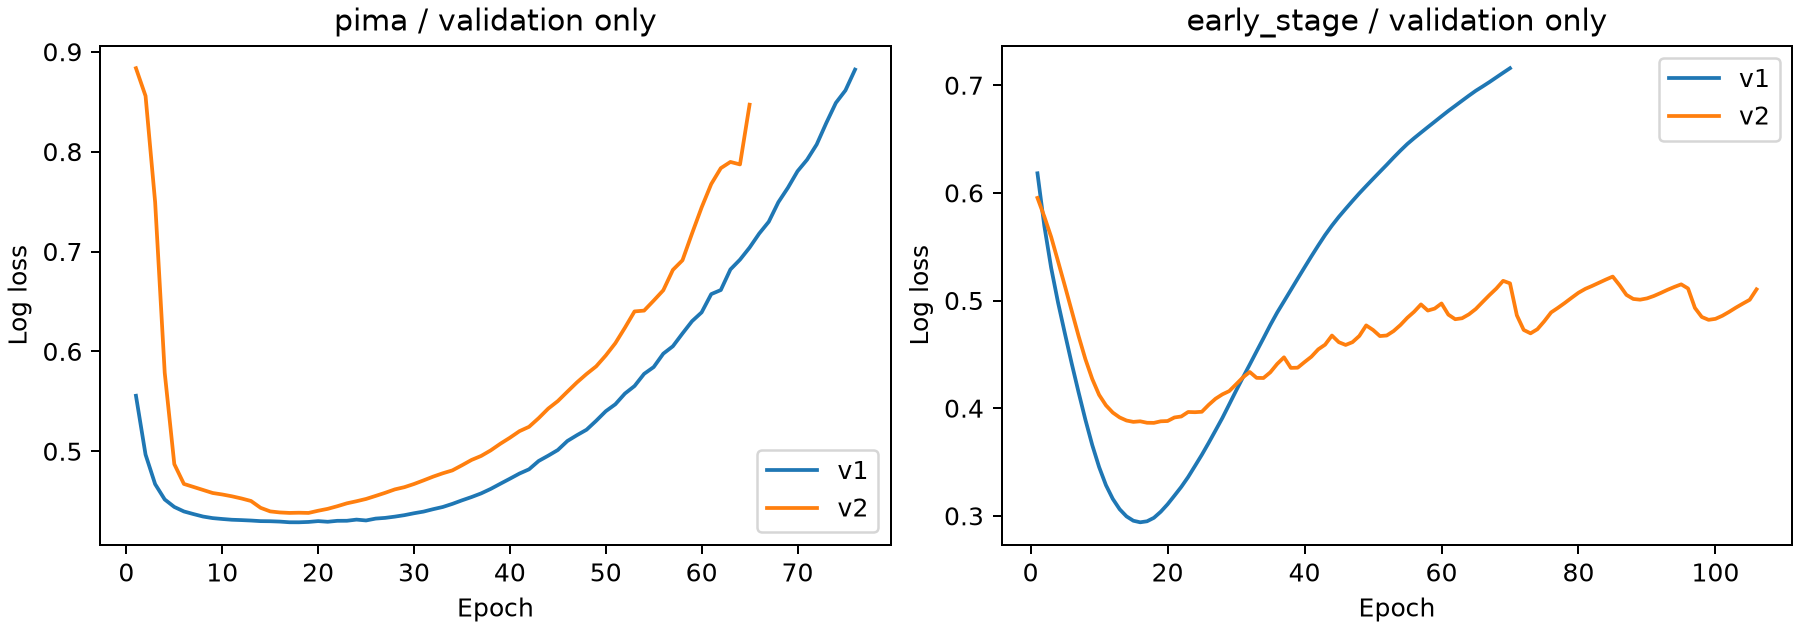 pima / validation only
0.9
0.8
0.7
0.6
0.5
Log loss
0 10 20 30 40 50 60 70
Epoch
v1
v2
early_stage / validation only
0.7
0.6
0.5
0.4
0.3
Log loss
0 20 40 60 80 100
Epoch
v1
v2